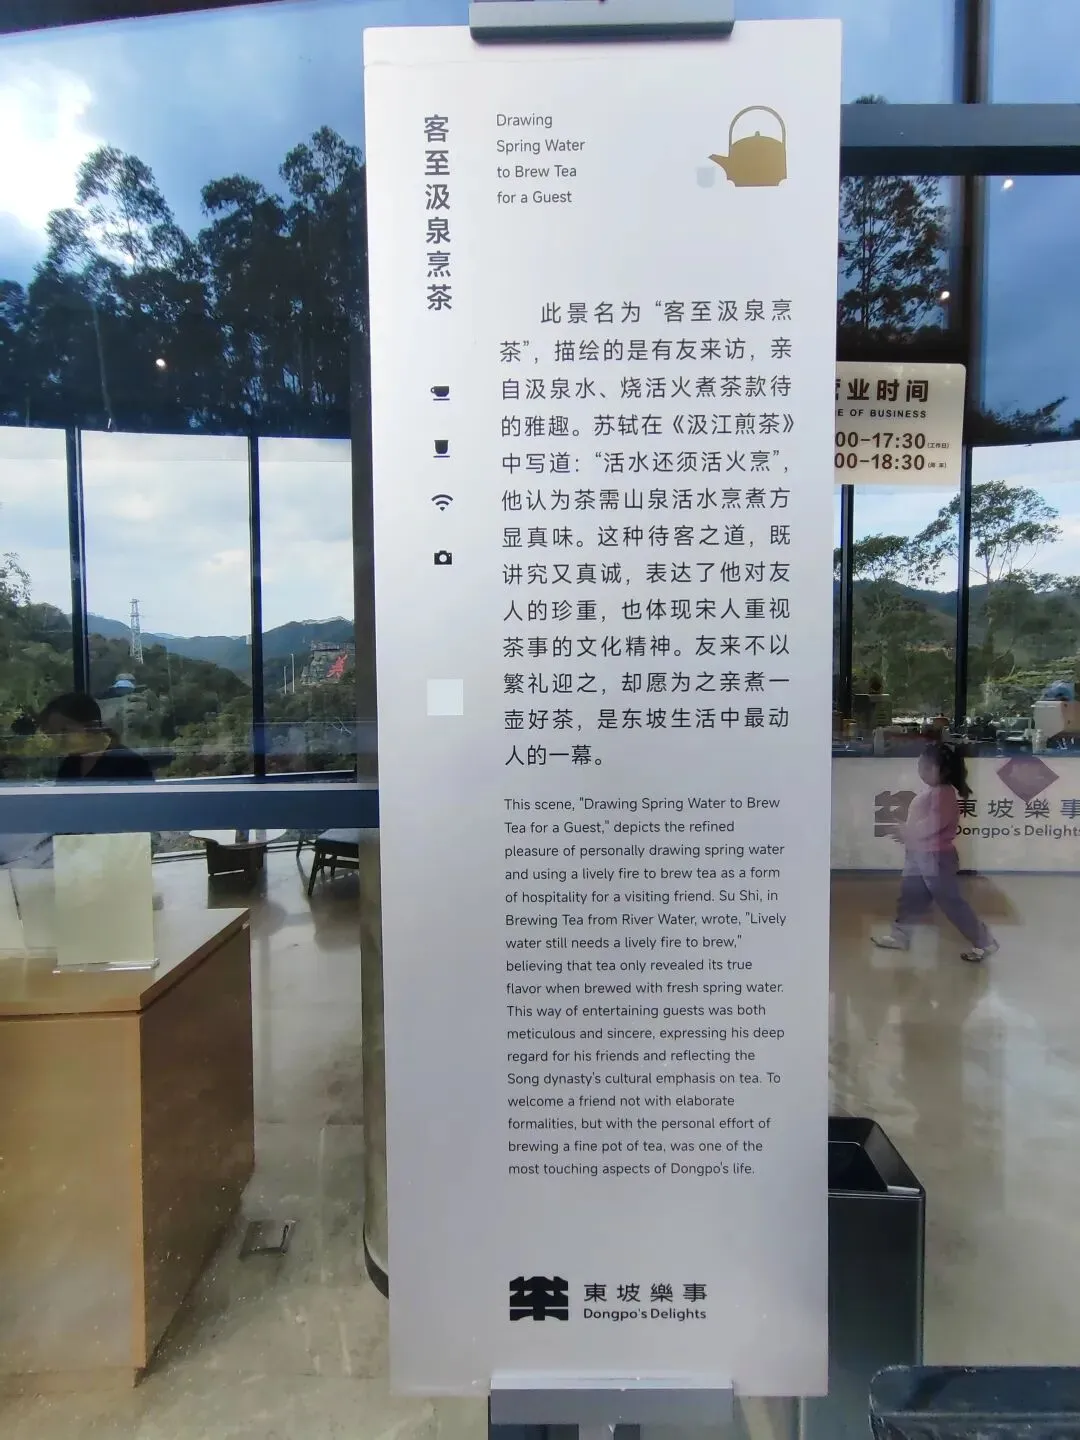 客至汲泉烹茶
Drawing
Spring Water
to Brew Tea
for a Guest
此景名为“客至汲泉烹
茶”，描绘的是有友来访，亲
自汲泉水、烧活火煮茶款待
的雅趣。苏轼在《汲江煎茶》
中写道：“活水还须活火烹”，
他认为茶需山泉活水烹煮方
显真味。这种待客之道，既
讲究又真诚，表达了他对友
人的珍重，也体现宋人重视
茶事的文化精神。友来不以
繁礼迎之，却愿为之亲煮一
壶好茶，是东坡生活中最动
人的一幕。
This scene, "Drawing Spring Water to Brew
Tea for a Guest," depicts the refined
pleasure of personally drawing spring water
and using a lively fire to brew tea as a form
of hospitality for a visiting friend. Su Shi, in
Brewing Tea from River Water, wrote, "Lively
water still needs a lively fire to brew,"
believing that tea only revealed its true
flavor when brewed with fresh spring water.
This way of entertaining guests was both
meticulous and sincere, expressing his deep
regard for his friends and reflecting the
Song dynasty's cultural emphasis on tea. To
welcome a friend not with elaborate
formalities, but with the personal effort of
brewing a fine pot of tea, was one of the
most touching aspects of Dongpo's life.
東坡樂事
Dongpo's Delights
业时间
E OF BUSINESS
00-17:30(工作日)
00-18:30
東坡樂事
Dongpo's Delights